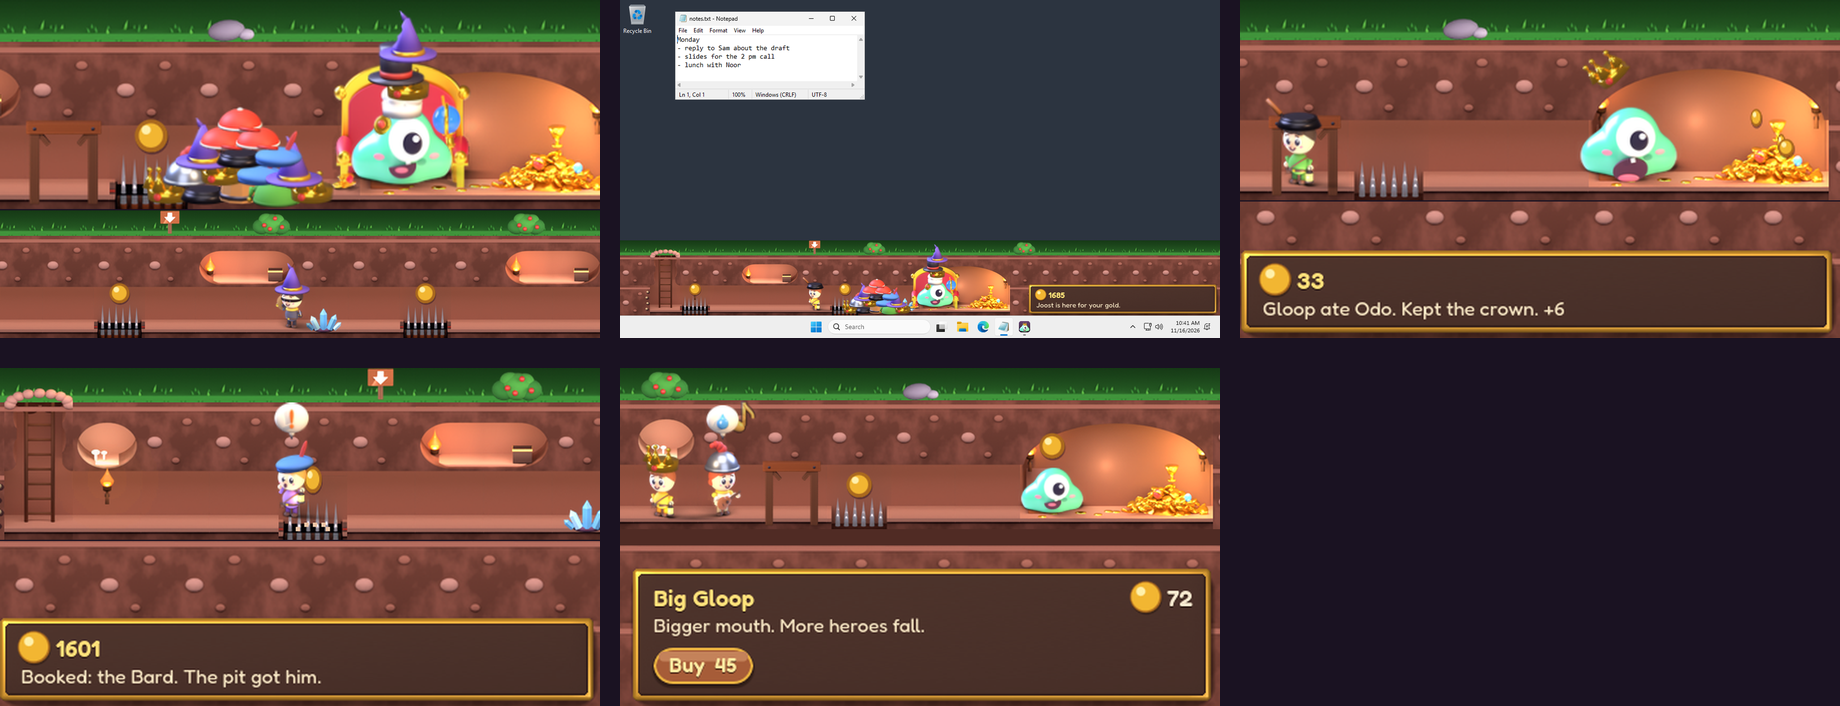 Recycle Bin
notes.txt - Notepad
File Edit Format View Help
Monday
- reply to Sam about the draft
- slides for the 2 pm call
- lunch with Noor
Ln 1, Col 1 100% Windows (CRLF) UTF-8
1685
Joost is here for your gold.
Search
10:41 AM
11/16/2026
33
Gloop ate Odo. Kept the crown. +6
1601
Booked: the Bard. The pit got him.
Big Gloop
72
Bigger mouth. More heroes fall.
Buy 45